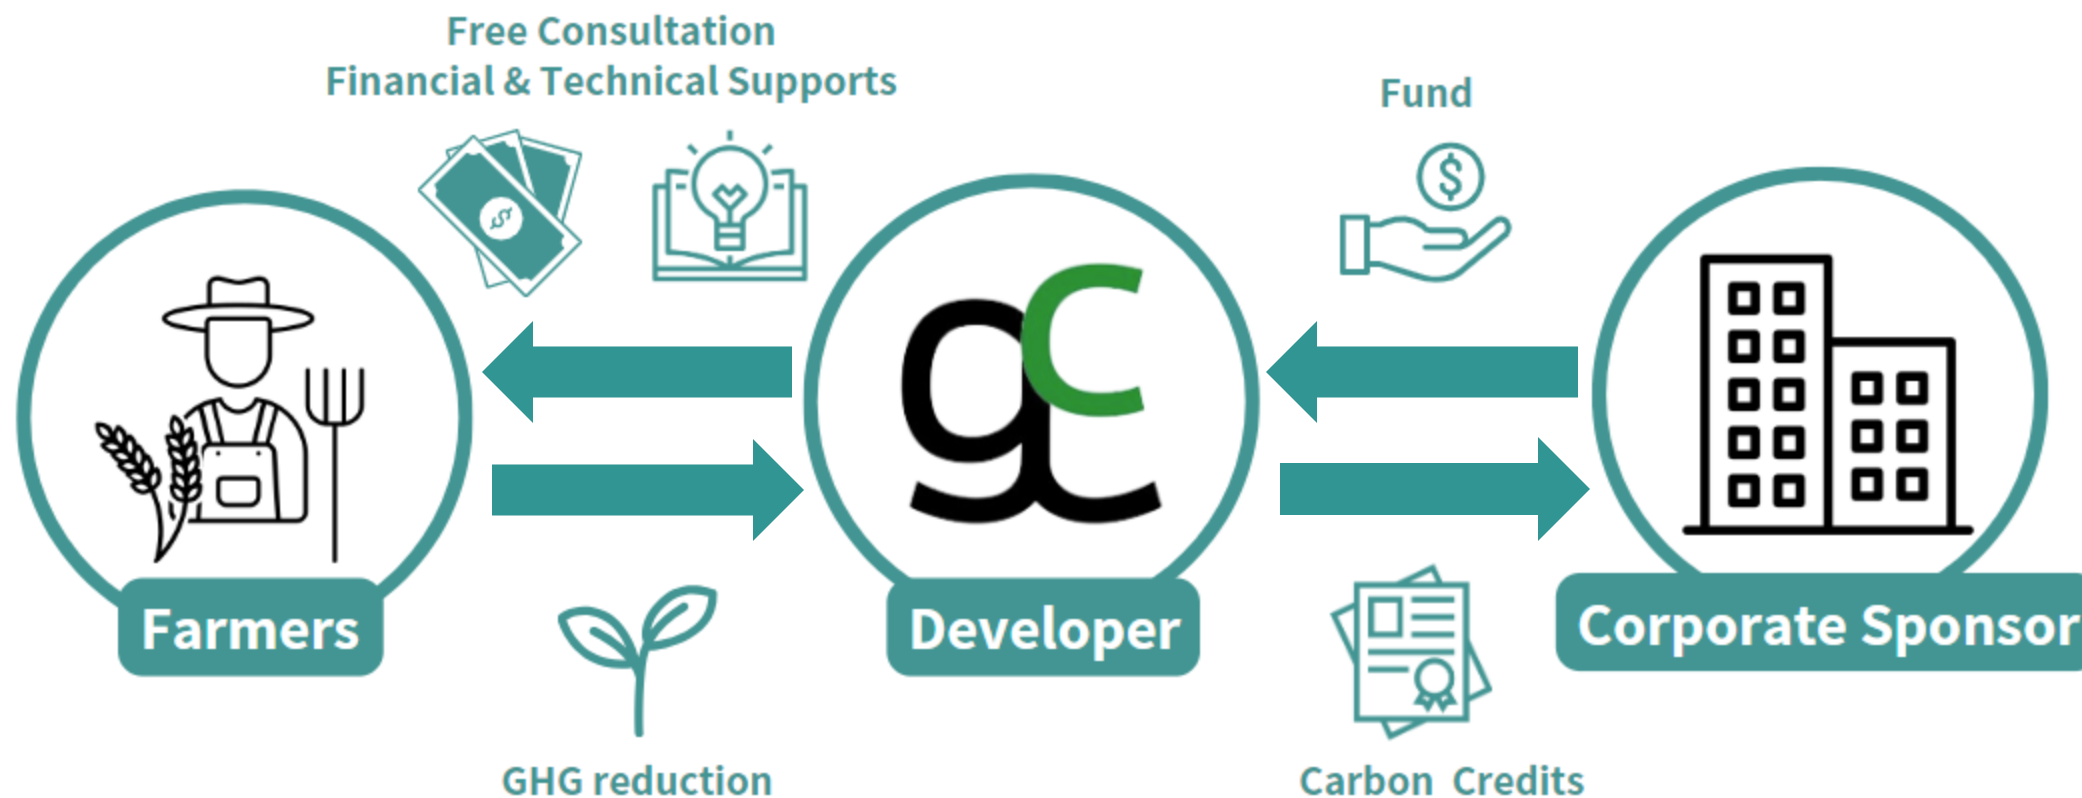 Free Consultation
Financial & Technical Supports
Fund
gc
Farmers
Developer
Corporate Sponsor
GHG reduction
Carbon Credits